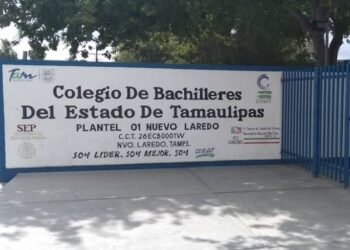 Tam
Colegio De Bachilleres
Del Estado De Tamaulipas
COBAT
SEP
PLANTEL 01 NUEVO LAREDO
C.C.T. 28ECB0001W
NVO. LAREDO, TAMPS.
SOY LIDER. SOY MEJOR. SOY COBAT